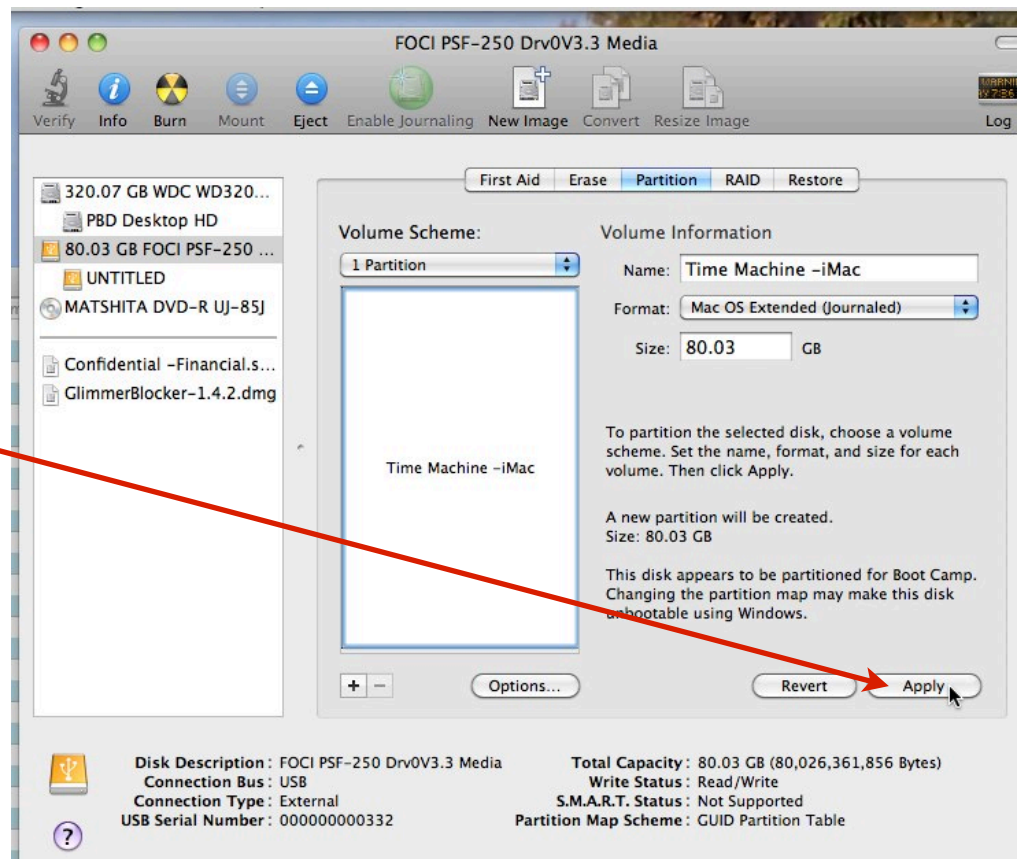 FOCI PSF-250 Drv0V3.3 Media
Verify Info Burn Mount Eject Enable Journaling New Image Convert Resize Image Log
First Aid Erase Partition RAID Restore
320.07 GB WDC WD320...
PBD Desktop HD
80.03 GB FOCI PSF-250 ...
UNTITLED
MATSHITA DVD-R UJ-85J
Confidential -Financial.s...
GlimmerBlocker-1.4.2.dmg
Volume Scheme:
1 Partition
Time Machine -iMac
+ -
Options...
Volume Information
Name: Time Machine -iMac
Format: Mac OS Extended (Journaled)
Size: 80.03 GB
To partition the selected disk, choose a volume
scheme. Set the name, format, and size for each
volume. Then click Apply.
A new partition will be created.
Size: 80.03 GB
This disk appears to be partitioned for Boot Camp.
Changing the partition map may make this disk
unbootable using Windows.
Revert Apply
Disk Description : FOCI PSF-250 Drv0V3.3 Media
Connection Bus : USB
Connection Type : External
USB Serial Number : 000000000332
Total Capacity : 80.03 GB (80,026,361,856 Bytes)
Write Status : Read/Write
S.M.A.R.T. Status : Not Supported
Partition Map Scheme : GUID Partition Table
?